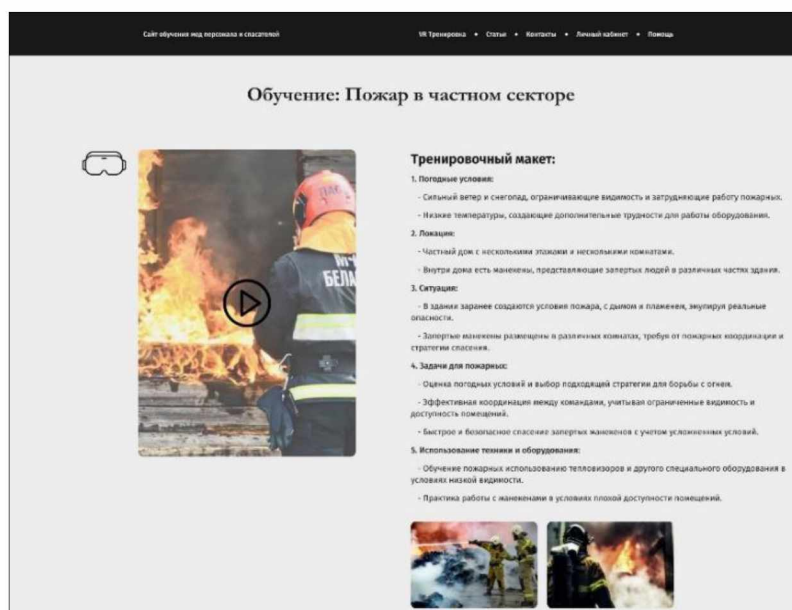 Сайт обучения мед персонала и спасателей
VR Тренировка • Статьи • Контакты • Личный кабинет • Помощь
Обучение: Пожар в частном секторе
ПАС
МЧ
БЕЛА
Тренировочный макет:
1. Погодные условия:
- Сильный ветер и снегопад, ограничивающие видимость и затрудняющие работу пожарных.
- Низкие температуры, создающие дополнительные трудности для работы оборудования.
2. Локация:
- Частный дом с несколькими этажами и несколькими комнатами.
- Внутри дома есть манекены, представляющие запертых людей в различных частях здания.
3. Ситуация:
- В здании заранее создаются условия пожара, с дымом и пламенем, эмулируя реальные
опасности.
- Запертые манекены размещены в различных комнатах, требуя от пожарных координации и
стратегии спасения.
4. Задачи для пожарных:
- Оценка погодных условий и выбор подходящей стратегии для борьбы с огнем.
- Эффективная координация между командами, учитывая ограниченные видимость и
доступность помещений.
- Быстрое и безопасное спасение запертых манекенов с учетом усложненных условий.
5. Использование техники и оборудования:
- Обучение пожарных использованию тепловизоров и другого специального оборудования в
условиях низкой видимости.
- Практика работы с манекенами в условиях плохой доступности помещений.